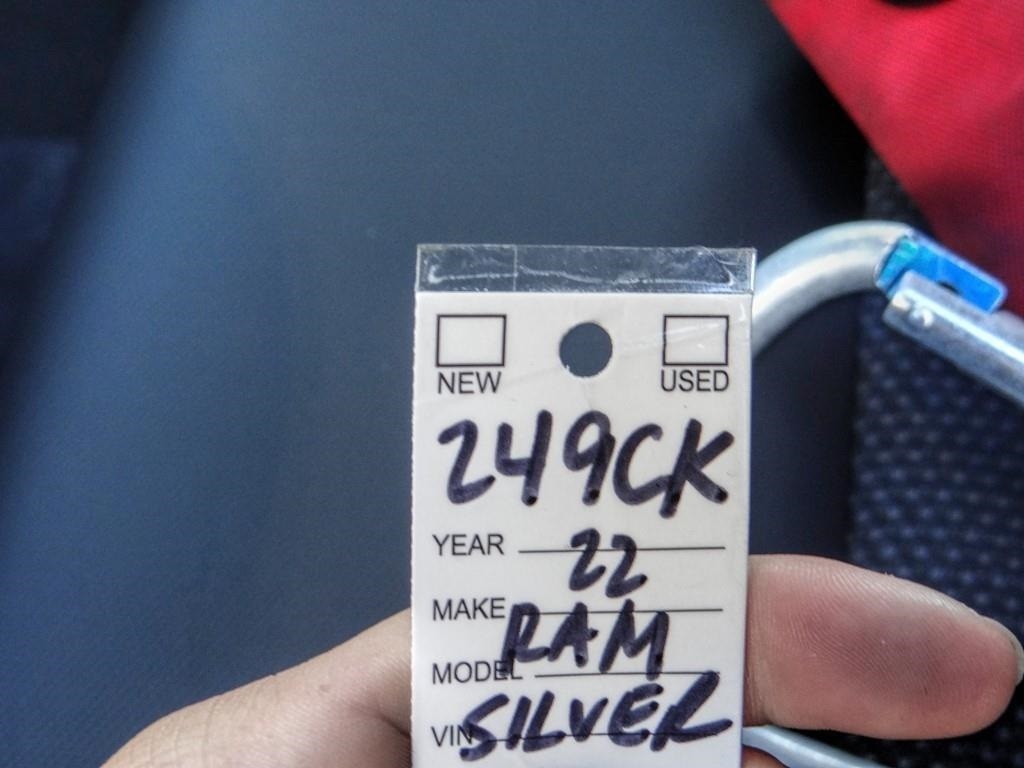 NEW USED
249CK
YEAR 22
MAKE RAM
MODEL
VIN SILVER